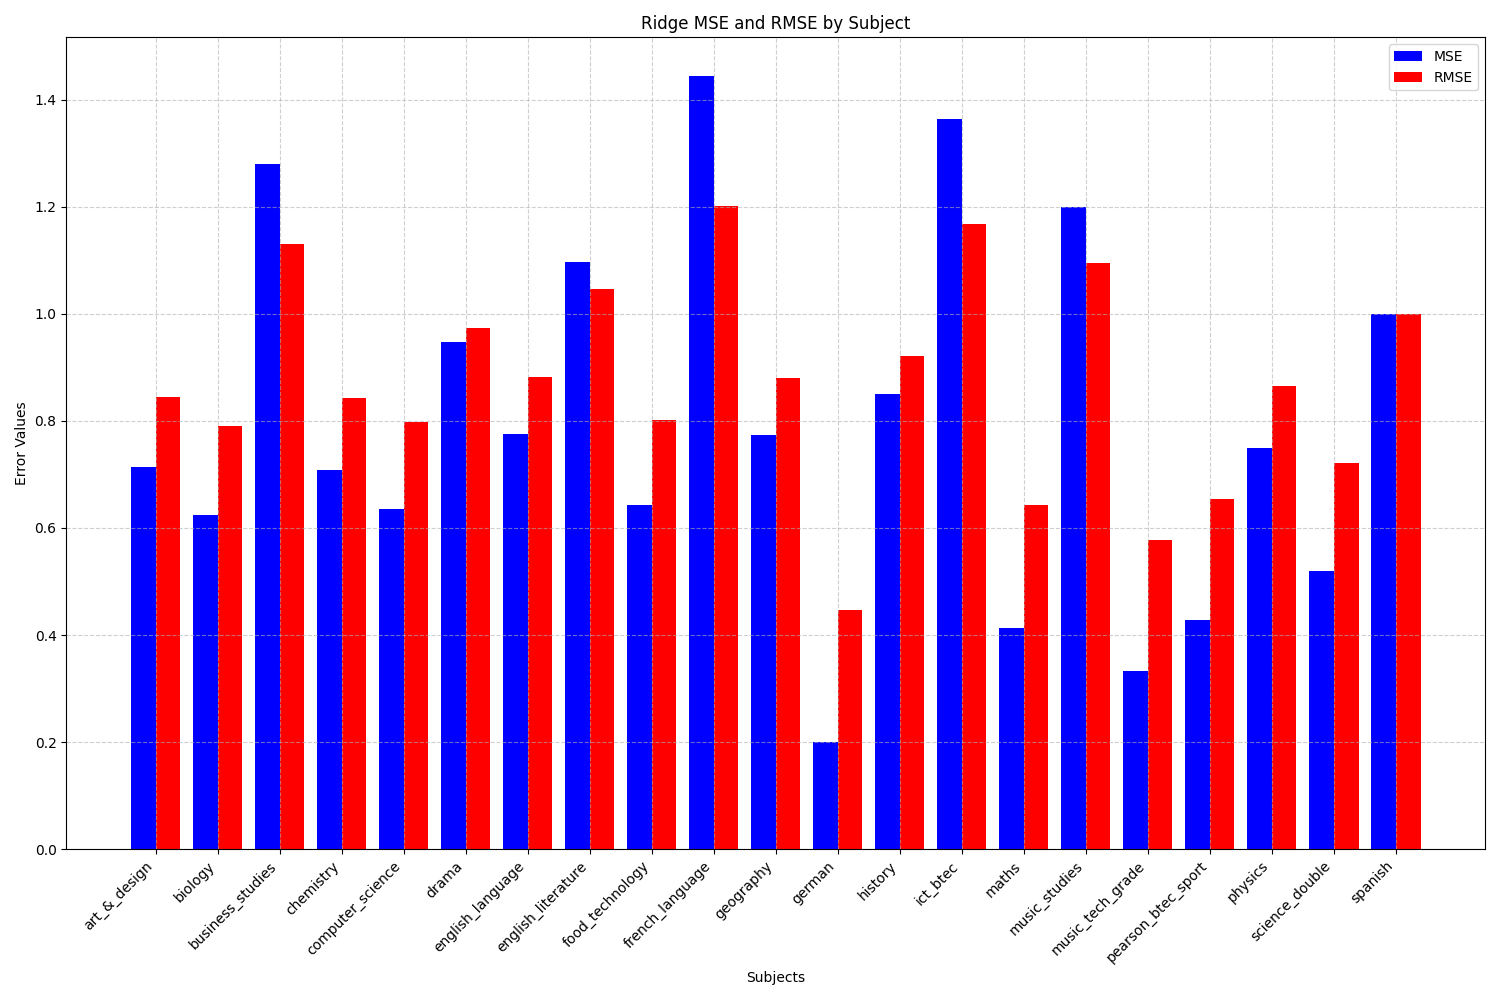 Ridge MSE and RMSE by Subject
MSE
RMSE
Error Values
1.4
1.2
1.0
0.8
0.6
0.4
0.2
0.0
art_&_design
biology
business_studies
chemistry
computer_science
drama
english_language
english_literature
food_technology
french_language
geography
german
history
ict_btec
maths
music_studies
music_tech_grade
pearson_btec_sport
physics
science_double
spanish
Subjects